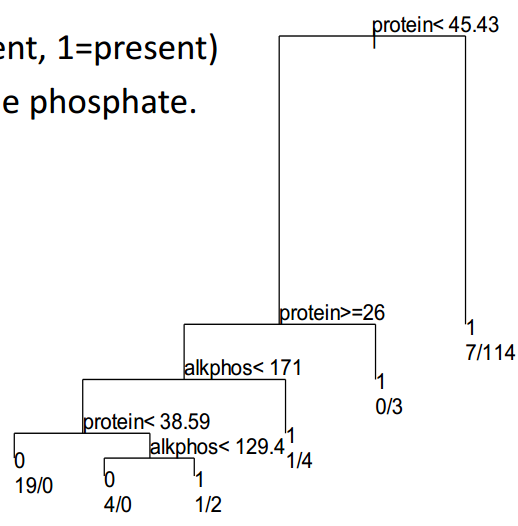 protein< 45.43
ent, 1=present)
e phosphate.
protein>=26
1
7/114
alkphos< 171
1
0/3
protein< 38.59
1
1/4
alkphos< 129.4
0
19/0
0
4/0
1
1/2